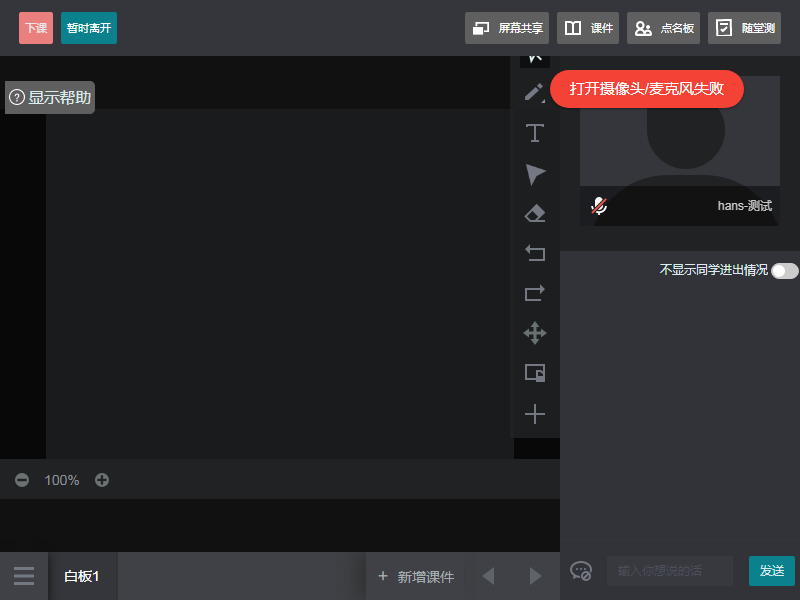 下课
暂时离开
屏幕共享
课件
点名板
随堂测
显示帮助
打开摄像头/麦克风失败
hans-测试
不显示同学进出情况
100%
白板1
+ 新增课件
输入你想说的话
发送